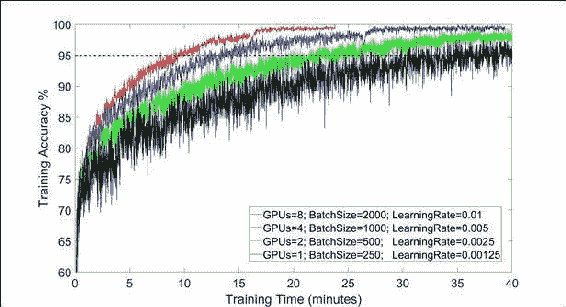 100
95
90
85
80
75
70
65
60
Training Accuracy %
0 5 10 15 20 25 30 35 40
Training Time (minutes)
GPUs=8; BatchSize=2000; LearningRate=0.01
GPUs=4; BatchSize=1000; LearningRate=0.005
GPUs=2; BatchSize=500; LearningRate=0.0025
GPUs=1; BatchSize=250; LearningRate=0.00125